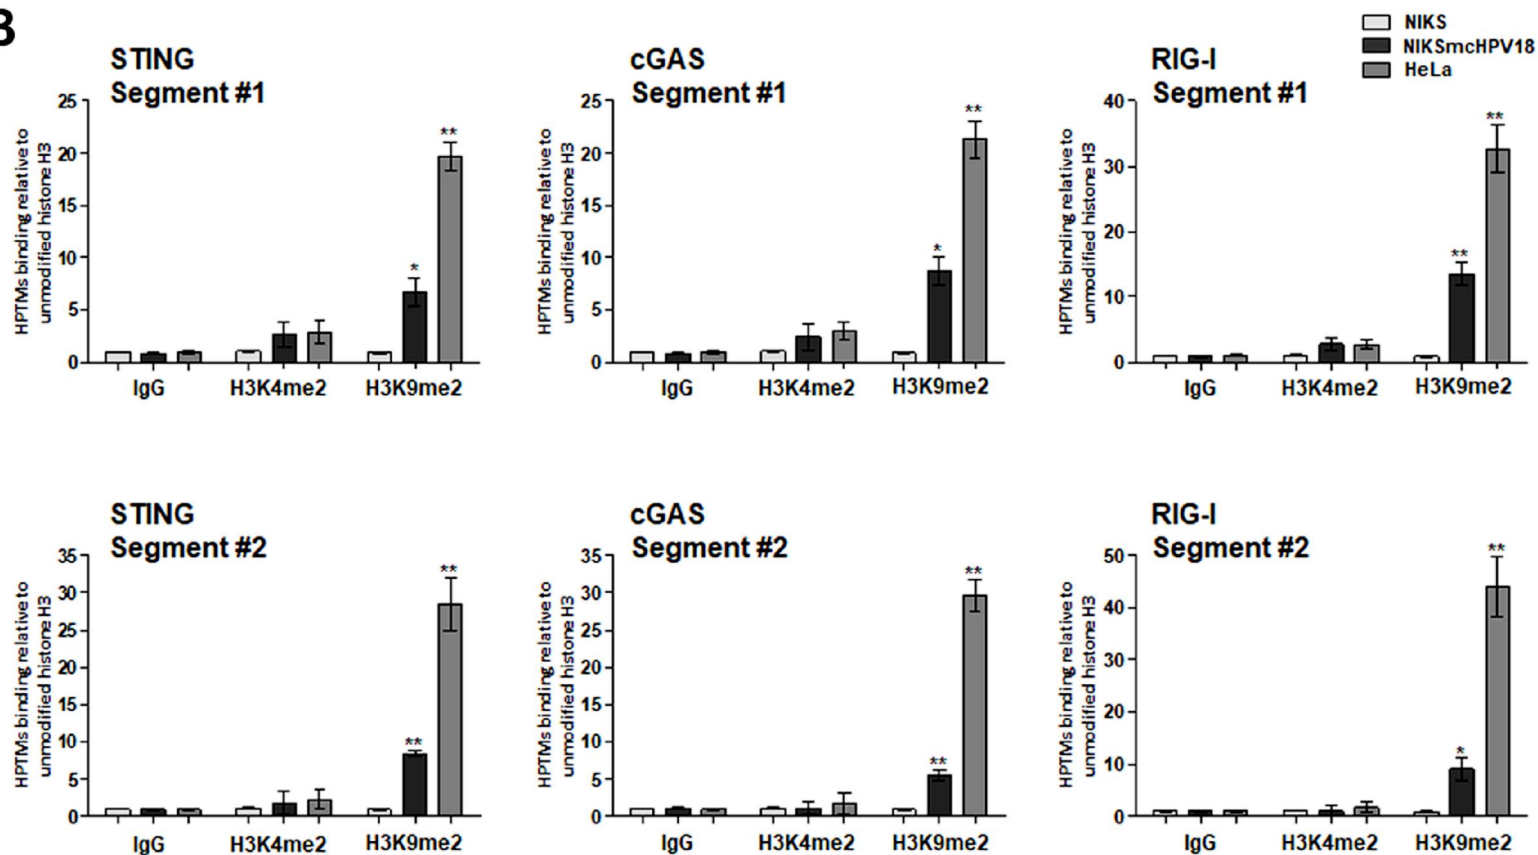 B
NIKS
NIKSmcHPV18
HeLa
STING
Segment #1
HPTMs binding relative to
unmodified histone H3
25
20
15
10
5
0
*
**
IgG
H3K4me2
H3K9me2
cGAS
Segment #1
HPTMs binding relative to
unmodified histone H3
25
20
15
10
5
0
*
**
IgG
H3K4me2
H3K9me2
RIG-I
Segment #1
HPTMs binding relative to
unmodified histone H3
40
30
20
10
0
**
**
IgG
H3K4me2
H3K9me2
STING
Segment #2
HPTMs binding relative to
unmodified histone H3
35
30
25
20
15
10
5
0
**
**
IgG
H3K4me2
H3K9me2
cGAS
Segment #2
HPTMs binding relative to
unmodified histone H3
35
30
25
20
15
10
5
0
**
**
IgG
H3K4me2
H3K9me2
RIG-I
Segment #2
HPTMs binding relative to
unmodified histone H3
50
40
30
20
10
0
*
**
IgG
H3K4me2
H3K9me2